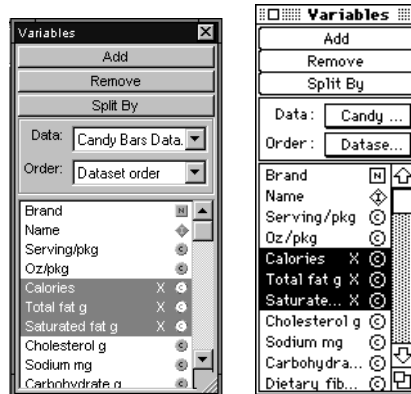 Variables
Add
Remove
Split By
Data: Candy Bars Data.
Order: Dataset order
Brand N
Name
Serving/pkg C
Oz/pkg C
Calories X C
Total fat g X C
Saturated fat g X C
Cholesterol g C
Sodium mg C
Carbohydrate g C
Variables
Add
Remove
Split By
Data: Candy ...
Order: Datase...
Brand N
Name I
Serving/pkg C
Oz/pkg C
Calories X C
Total fat g X C
Saturate... X C
Cholesterol g C
Sodium mg C
Carbohydra... C
Dietary fib... C